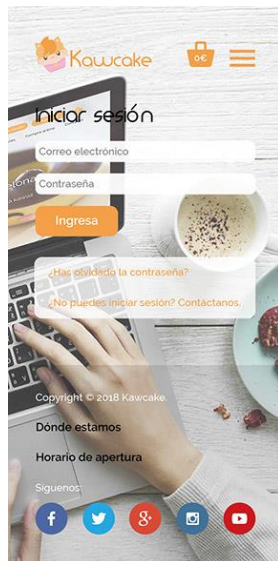 Kawcake
0€
Iniciar sesión
Correo electrónico
Contraseña
Ingresa
¿Has olvidado la contraseña?
¿No puedes iniciar sesión? Contáctanos.
Copyright © 2018 Kawcake.
Dónde estamos
Horario de apertura
Síguenos: